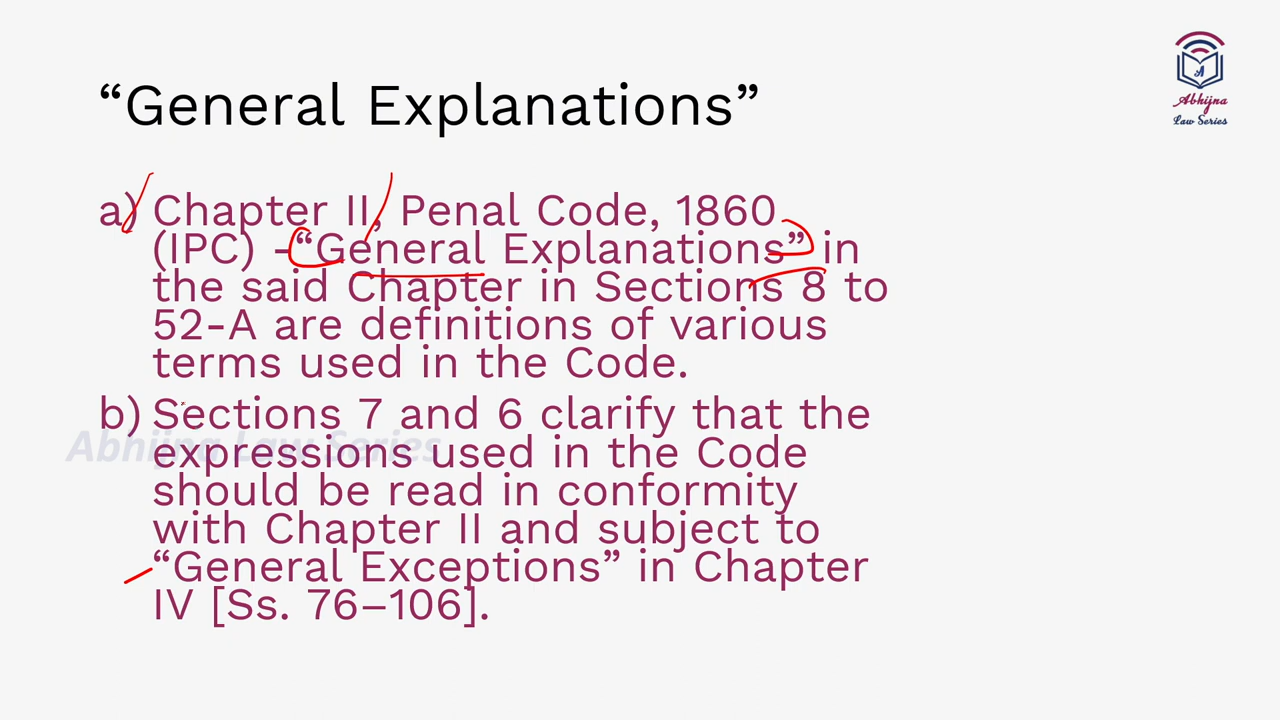 “General Explanations”
Abhijna
Law Series
a) Chapter II, Penal Code, 1860
(IPC) -“General Explanations” in
the said Chapter in Sections 8 to
52-A are definitions of various
terms used in the Code.
b) Sections 7 and 6 clarify that the
Abhijna Law Series
expressions used in the Code
should be read in conformity
with Chapter II and subject to
“General Exceptions” in Chapter
IV [Ss. 76–106].